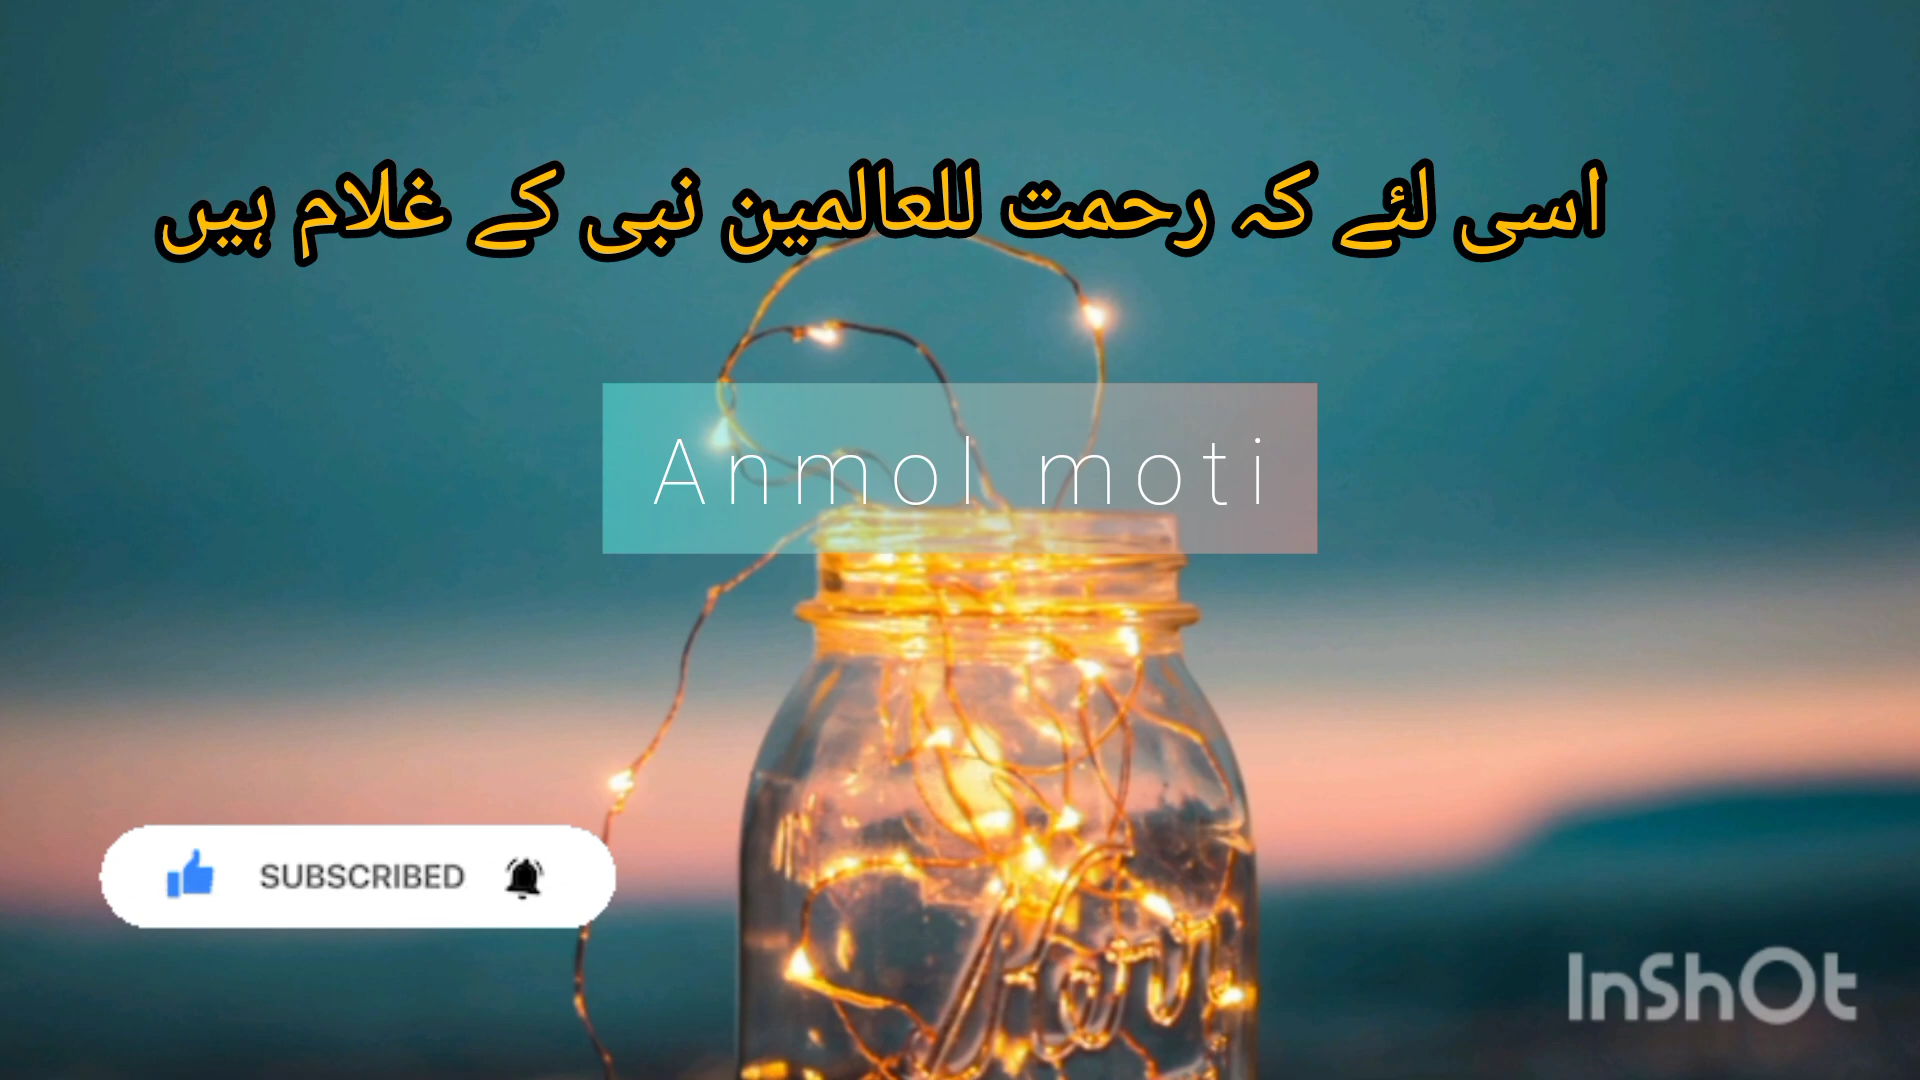 اسی لئے کہ رحمت للعالمین نبی کے غلام ہیں
Anmol moti
SUBSCRIBED
InShOt